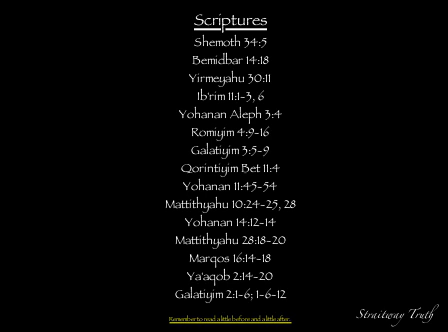 Scriptures
Shemoth 34:5
Bemidbar 14:18
Yirmeyahu 30:11
Ib'rim 11:1-3, 6
Yohanan Aleph 3:4
Romiyim 4:9-16
Galatiyim 3:5-9
Qorintiyim Bet 11:4
Yohanan 11:45-54
Mattithyahu 10:24-25, 28
Yohanan 14:12-14
Mattithyahu 28:18-20
Marqos 16:14-18
Ya'aqob 2:14-20
Galatiyim 2:1-6; 1-6-12
Remember to read a little before and a little after.
Straitway Truth